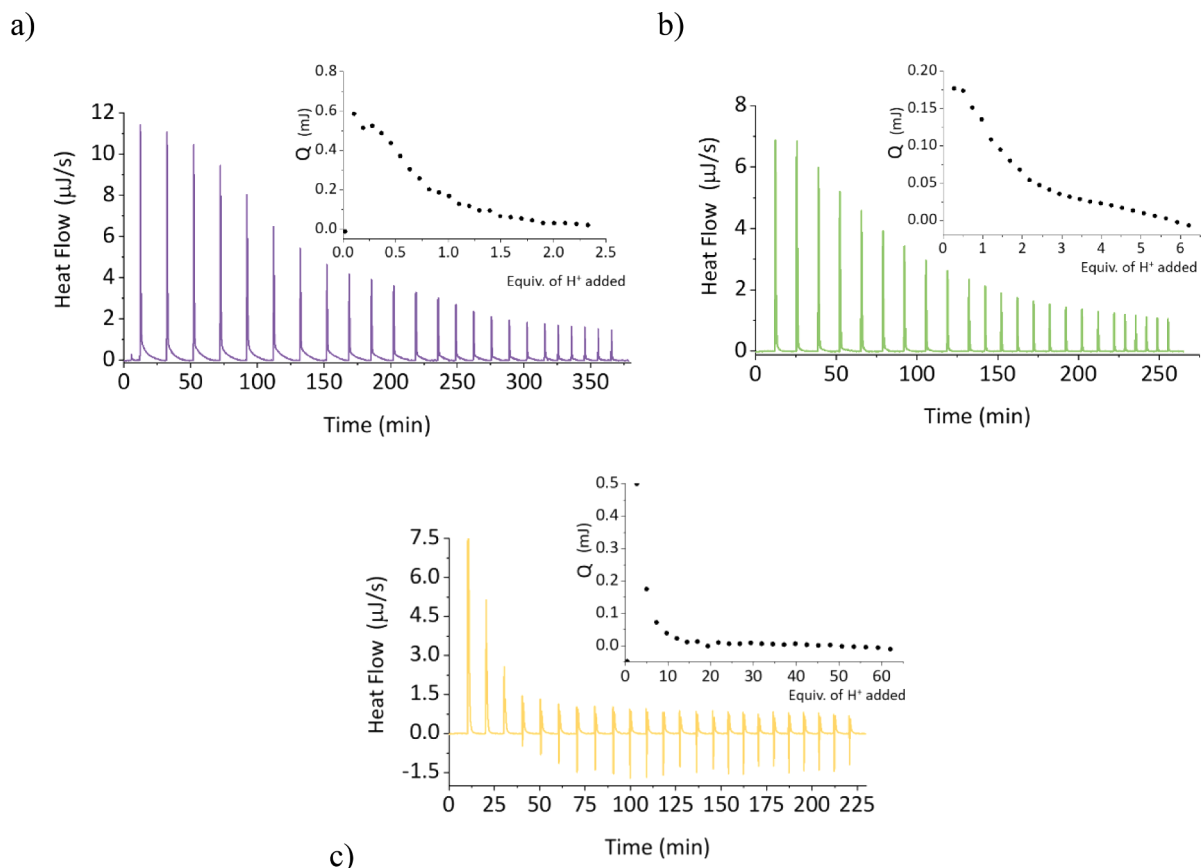 a)
12
10
8
6
4
2
0
Heat Flow (µJ/s)
0 50 100 150 200 250 300 350
Time (min)
0.8
0.6
0.4
0.2
0.0
Q (mJ)
0.0 0.5 1.0 1.5 2.0 2.5
Equiv. of H⁺ added
b)
8
6
4
2
0
Heat Flow (µJ/s)
0 50 100 150 200 250
Time (min)
0.20
0.15
0.10
0.05
0.00
Q (mJ)
0 1 2 3 4 5 6
Equiv. of H⁺ added
c)
7.5
6.0
4.5
3.0
1.5
0.0
-1.5
Heat Flow (µJ/s)
0 25 50 75 100 125 150 175 200 225
Time (min)
0.5
0.4
0.3
0.2
0.1
0.0
Q (mJ)
0 10 20 30 40 50 60
Equiv. of H⁺ added